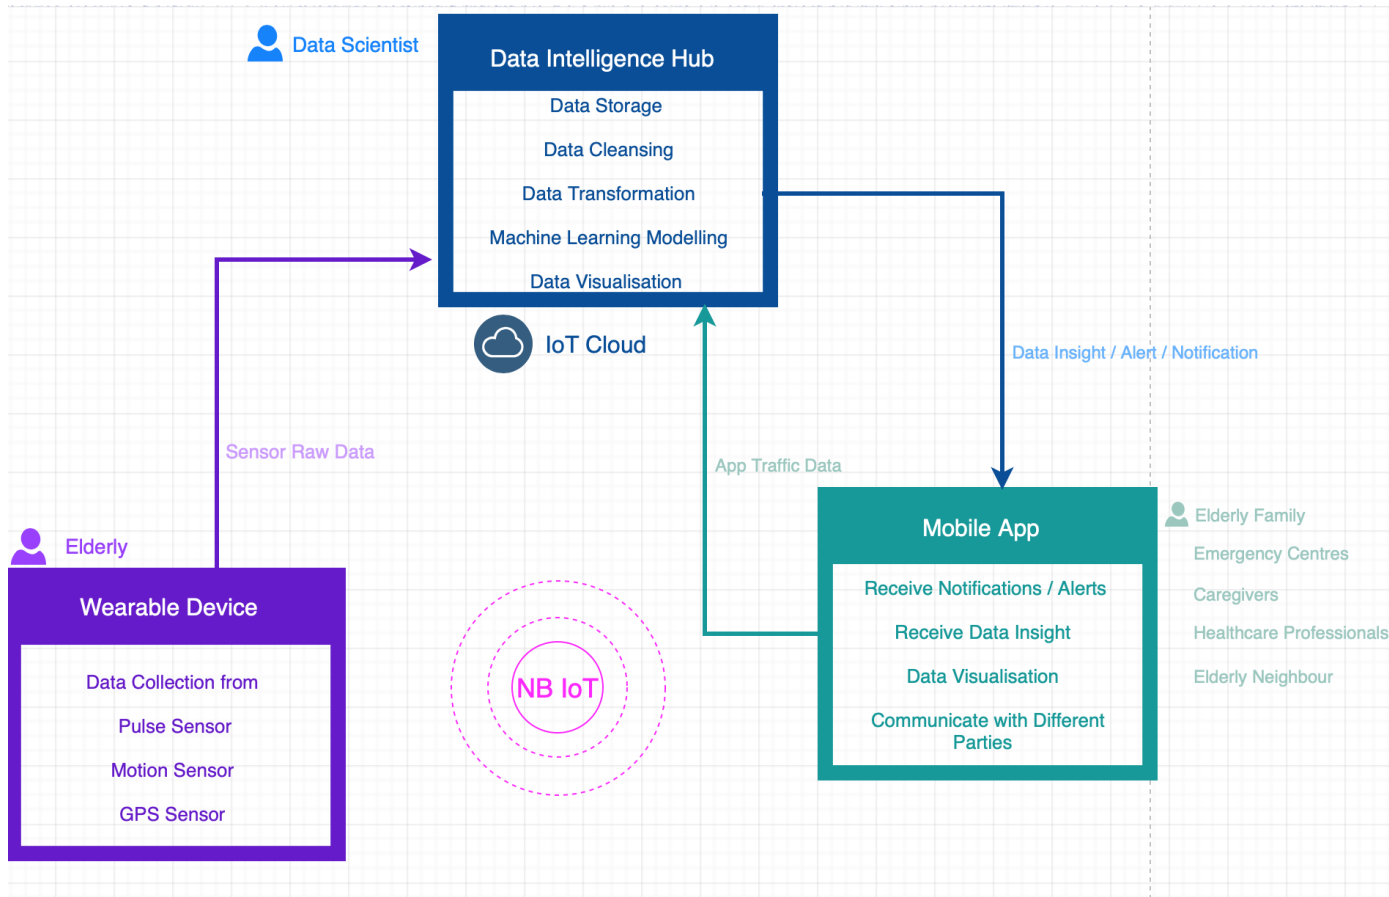 Data Scientist
Data Intelligence Hub
Data Storage
Data Cleansing
Data Transformation
Machine Learning Modelling
Data Visualisation
IoT Cloud
Data Insight / Alert / Notification
Sensor Raw Data
App Traffic Data
Elderly
Wearable Device
Data Collection from
Pulse Sensor
Motion Sensor
GPS Sensor
NB IoT
Mobile App
Receive Notifications / Alerts
Receive Data Insight
Data Visualisation
Communicate with Different
Parties
Elderly Family
Emergency Centres
Caregivers
Healthcare Professionals
Elderly Neighbour